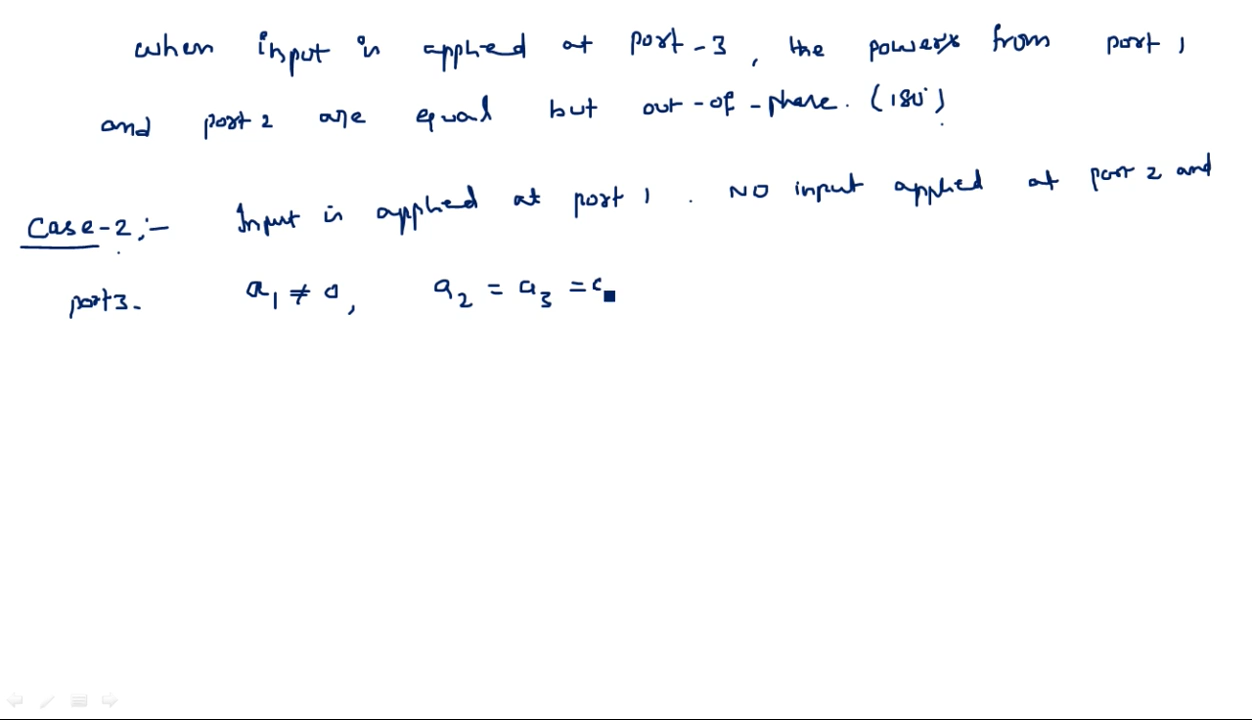 when input is applied at port-3, the powers from port 1
and port 2 are equal but out-of-phase. (180°)
Case-2:- Input is applied at port 1. NO input applied at port 2 and
port3. a1 ≠ 0, a2 = a3 =